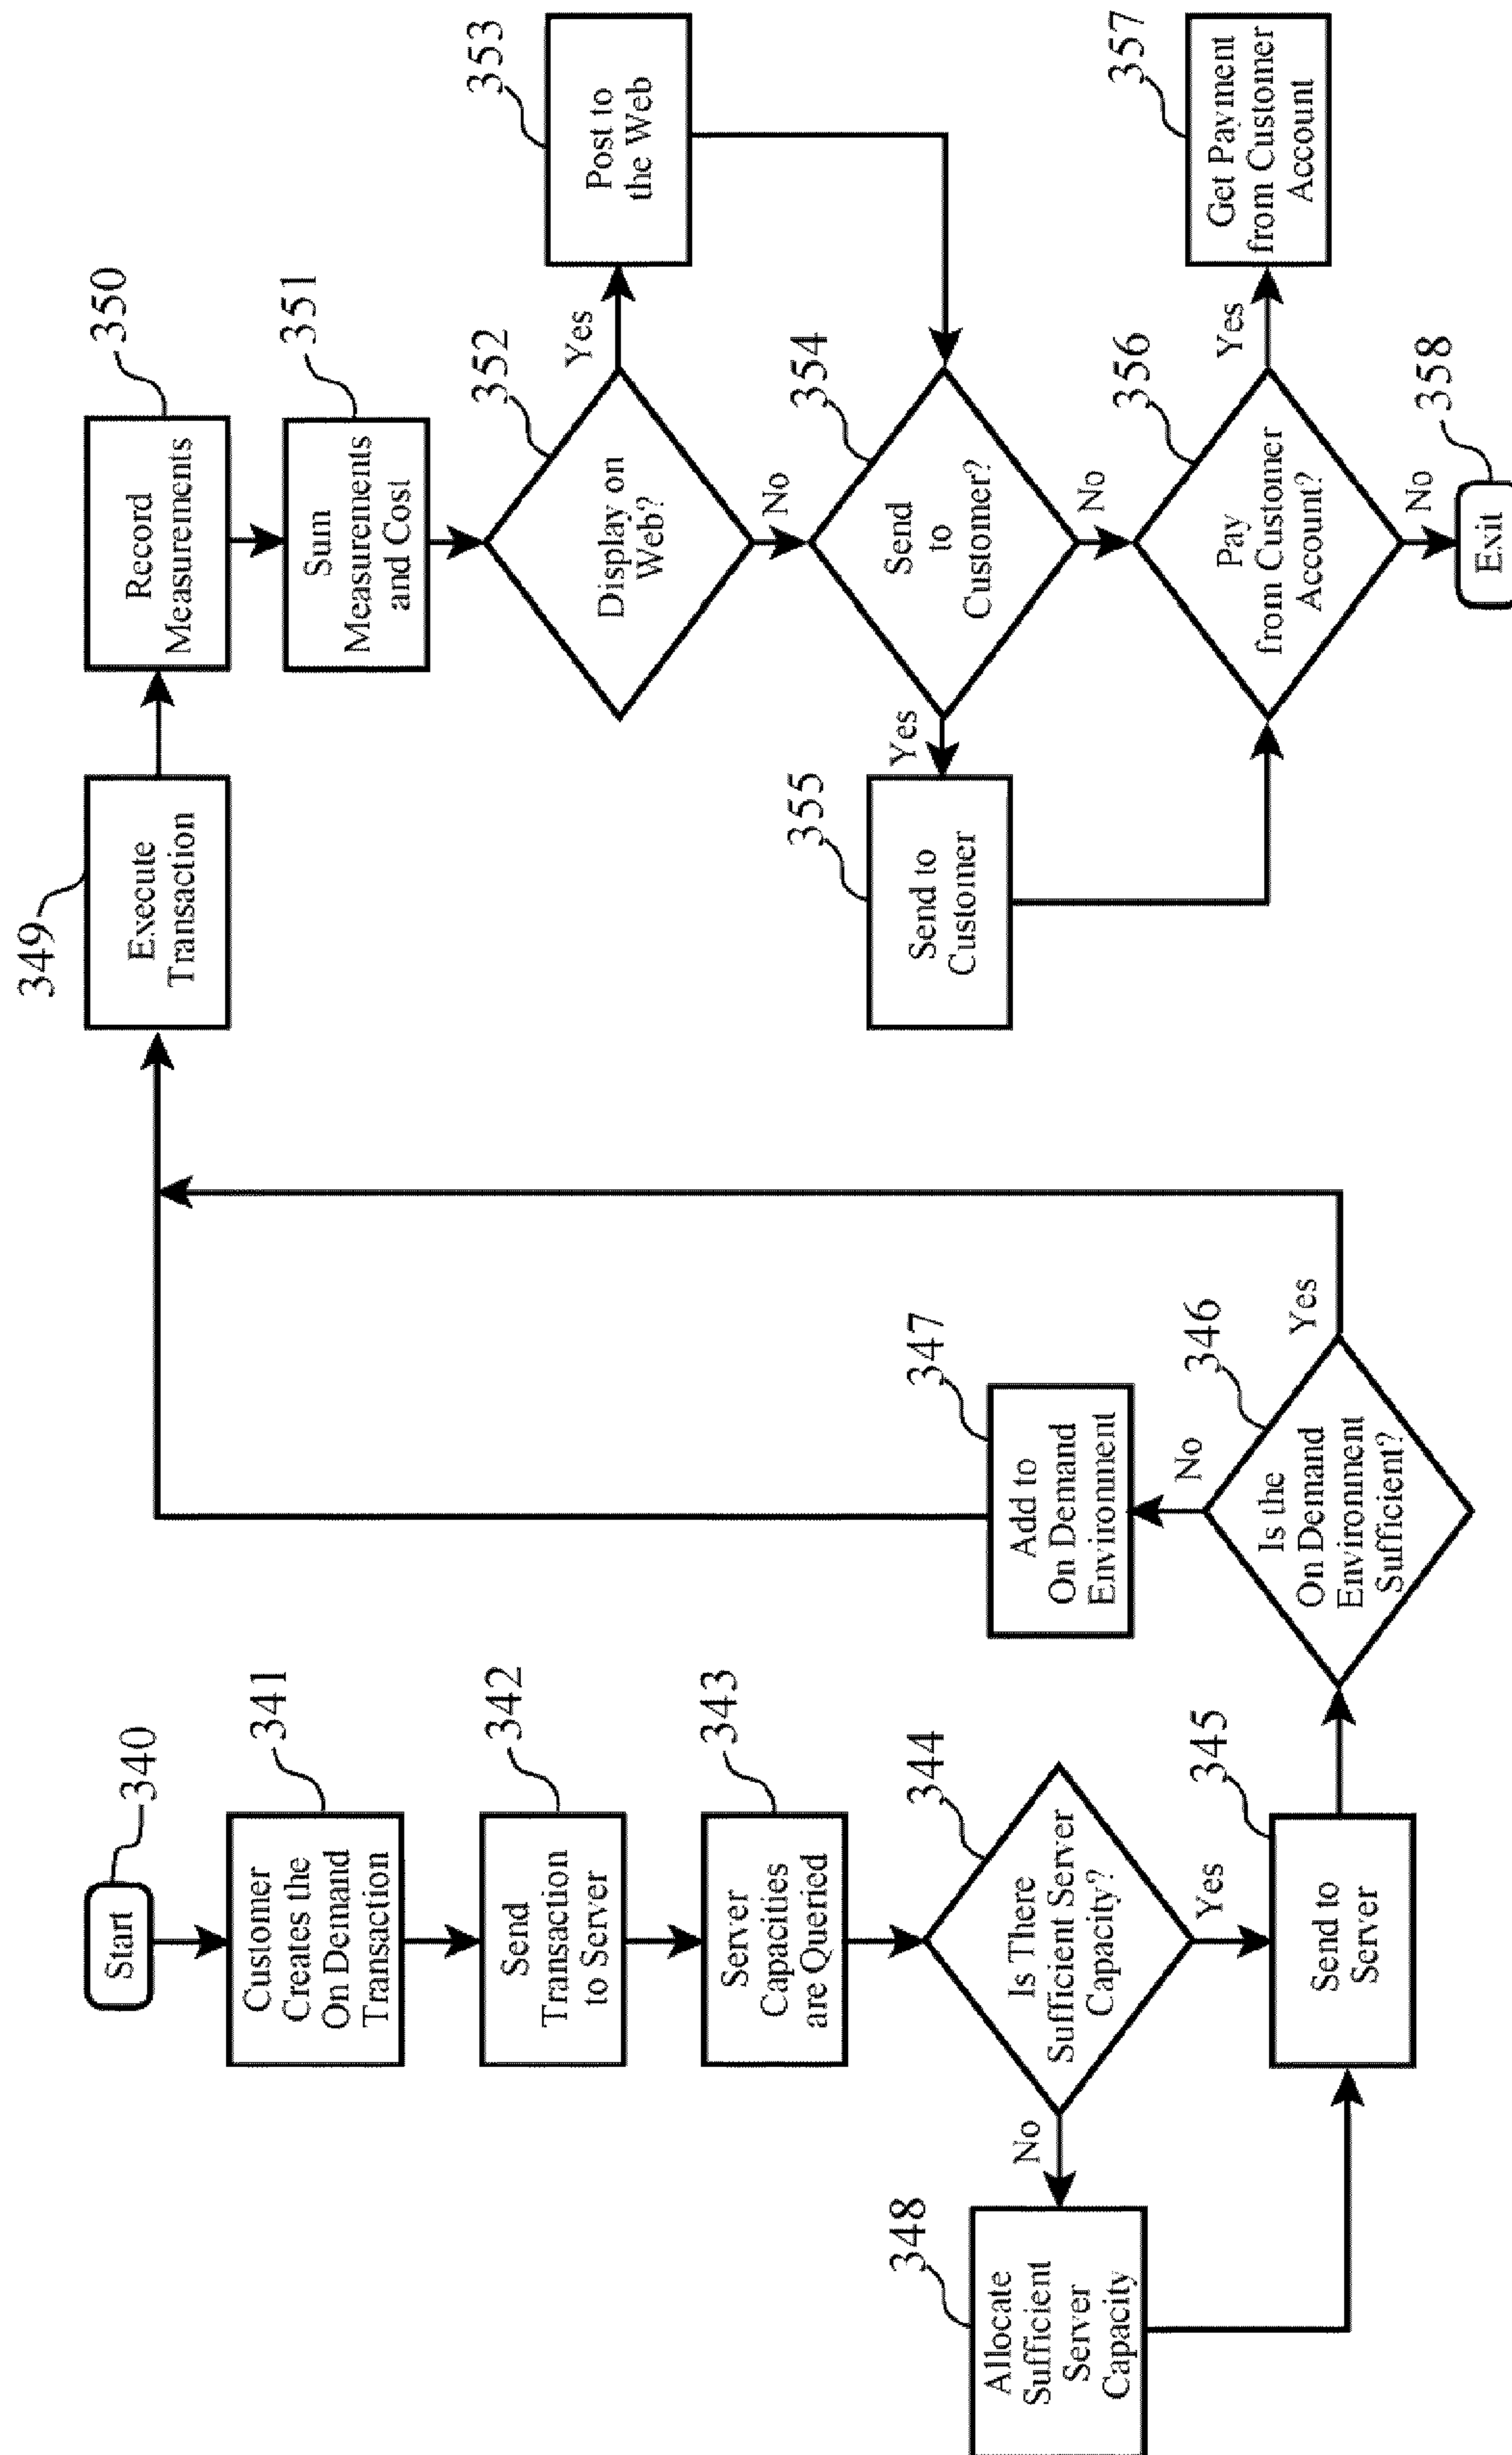 340
Start
341
Customer
Creates the
On Demand
Transaction
342
Send
Transaction
to Server
343
Server
Capacities
are Queried
344
Is There
Sufficient Server
Capacity?
No
Yes
348
Allocate
Sufficient
Server
Capacity
345
Send to
Server
346
Is the
On Demand
Environment
Sufficient?
No
Yes
347
Add to
On Demand
Environment
349
Execute
Transaction
350
Record
Measurements
351
Sum
Measurements
and Cost
352
Display on
Web?
Yes
No
353
Post to
the Web
354
Send
to
Customer?
Yes
No
355
Send to
Customer
356
Pay
from Customer
Account?
Yes
No
357
Get Payment
from Customer
Account
358
Exit